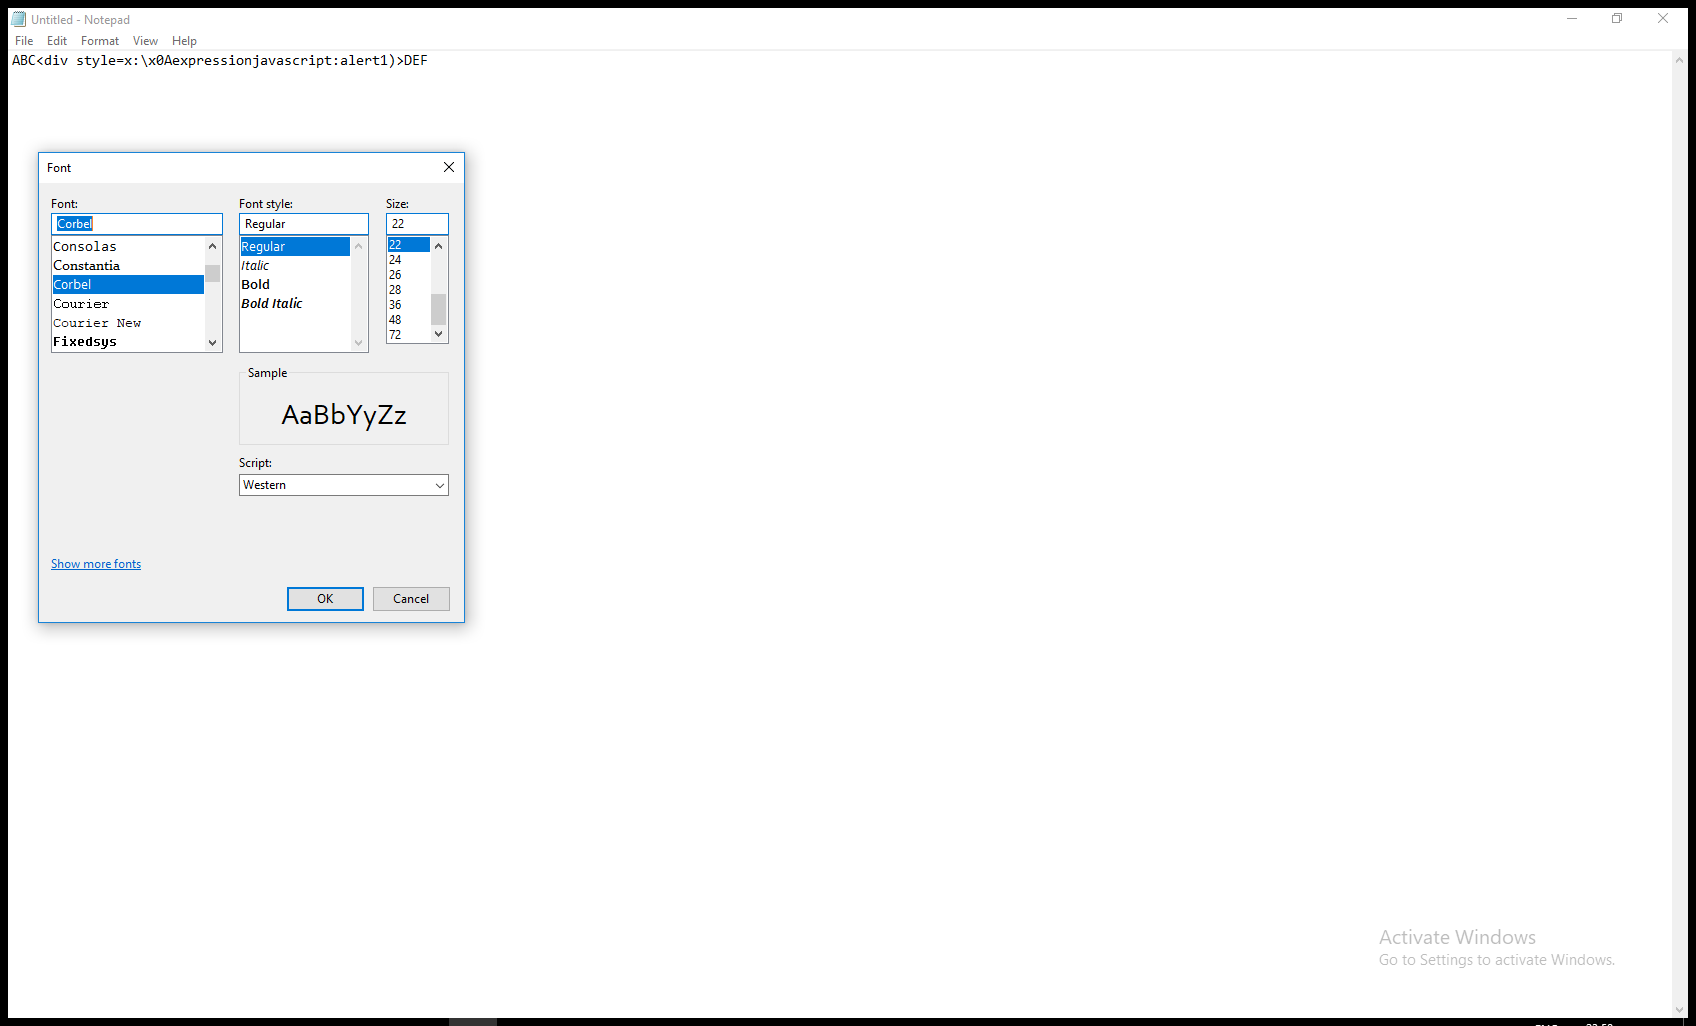 Untitled - Notepad
File Edit Format View Help
ABC<div style=x:\x0Aexpressionjavascript:alert1)>DEF
Font
Font: Font style: Size:
Corbel Regular 22
Consolas
Constantia
Corbel
Courier
Courier New
Fixedsys
Regular
Italic
Bold
Bold Italic
22
24
26
28
36
48
72
Sample
AaBbYyZz
Script:
Western
Show more fonts
OK Cancel
Activate Windows
Go to Settings to activate Windows.